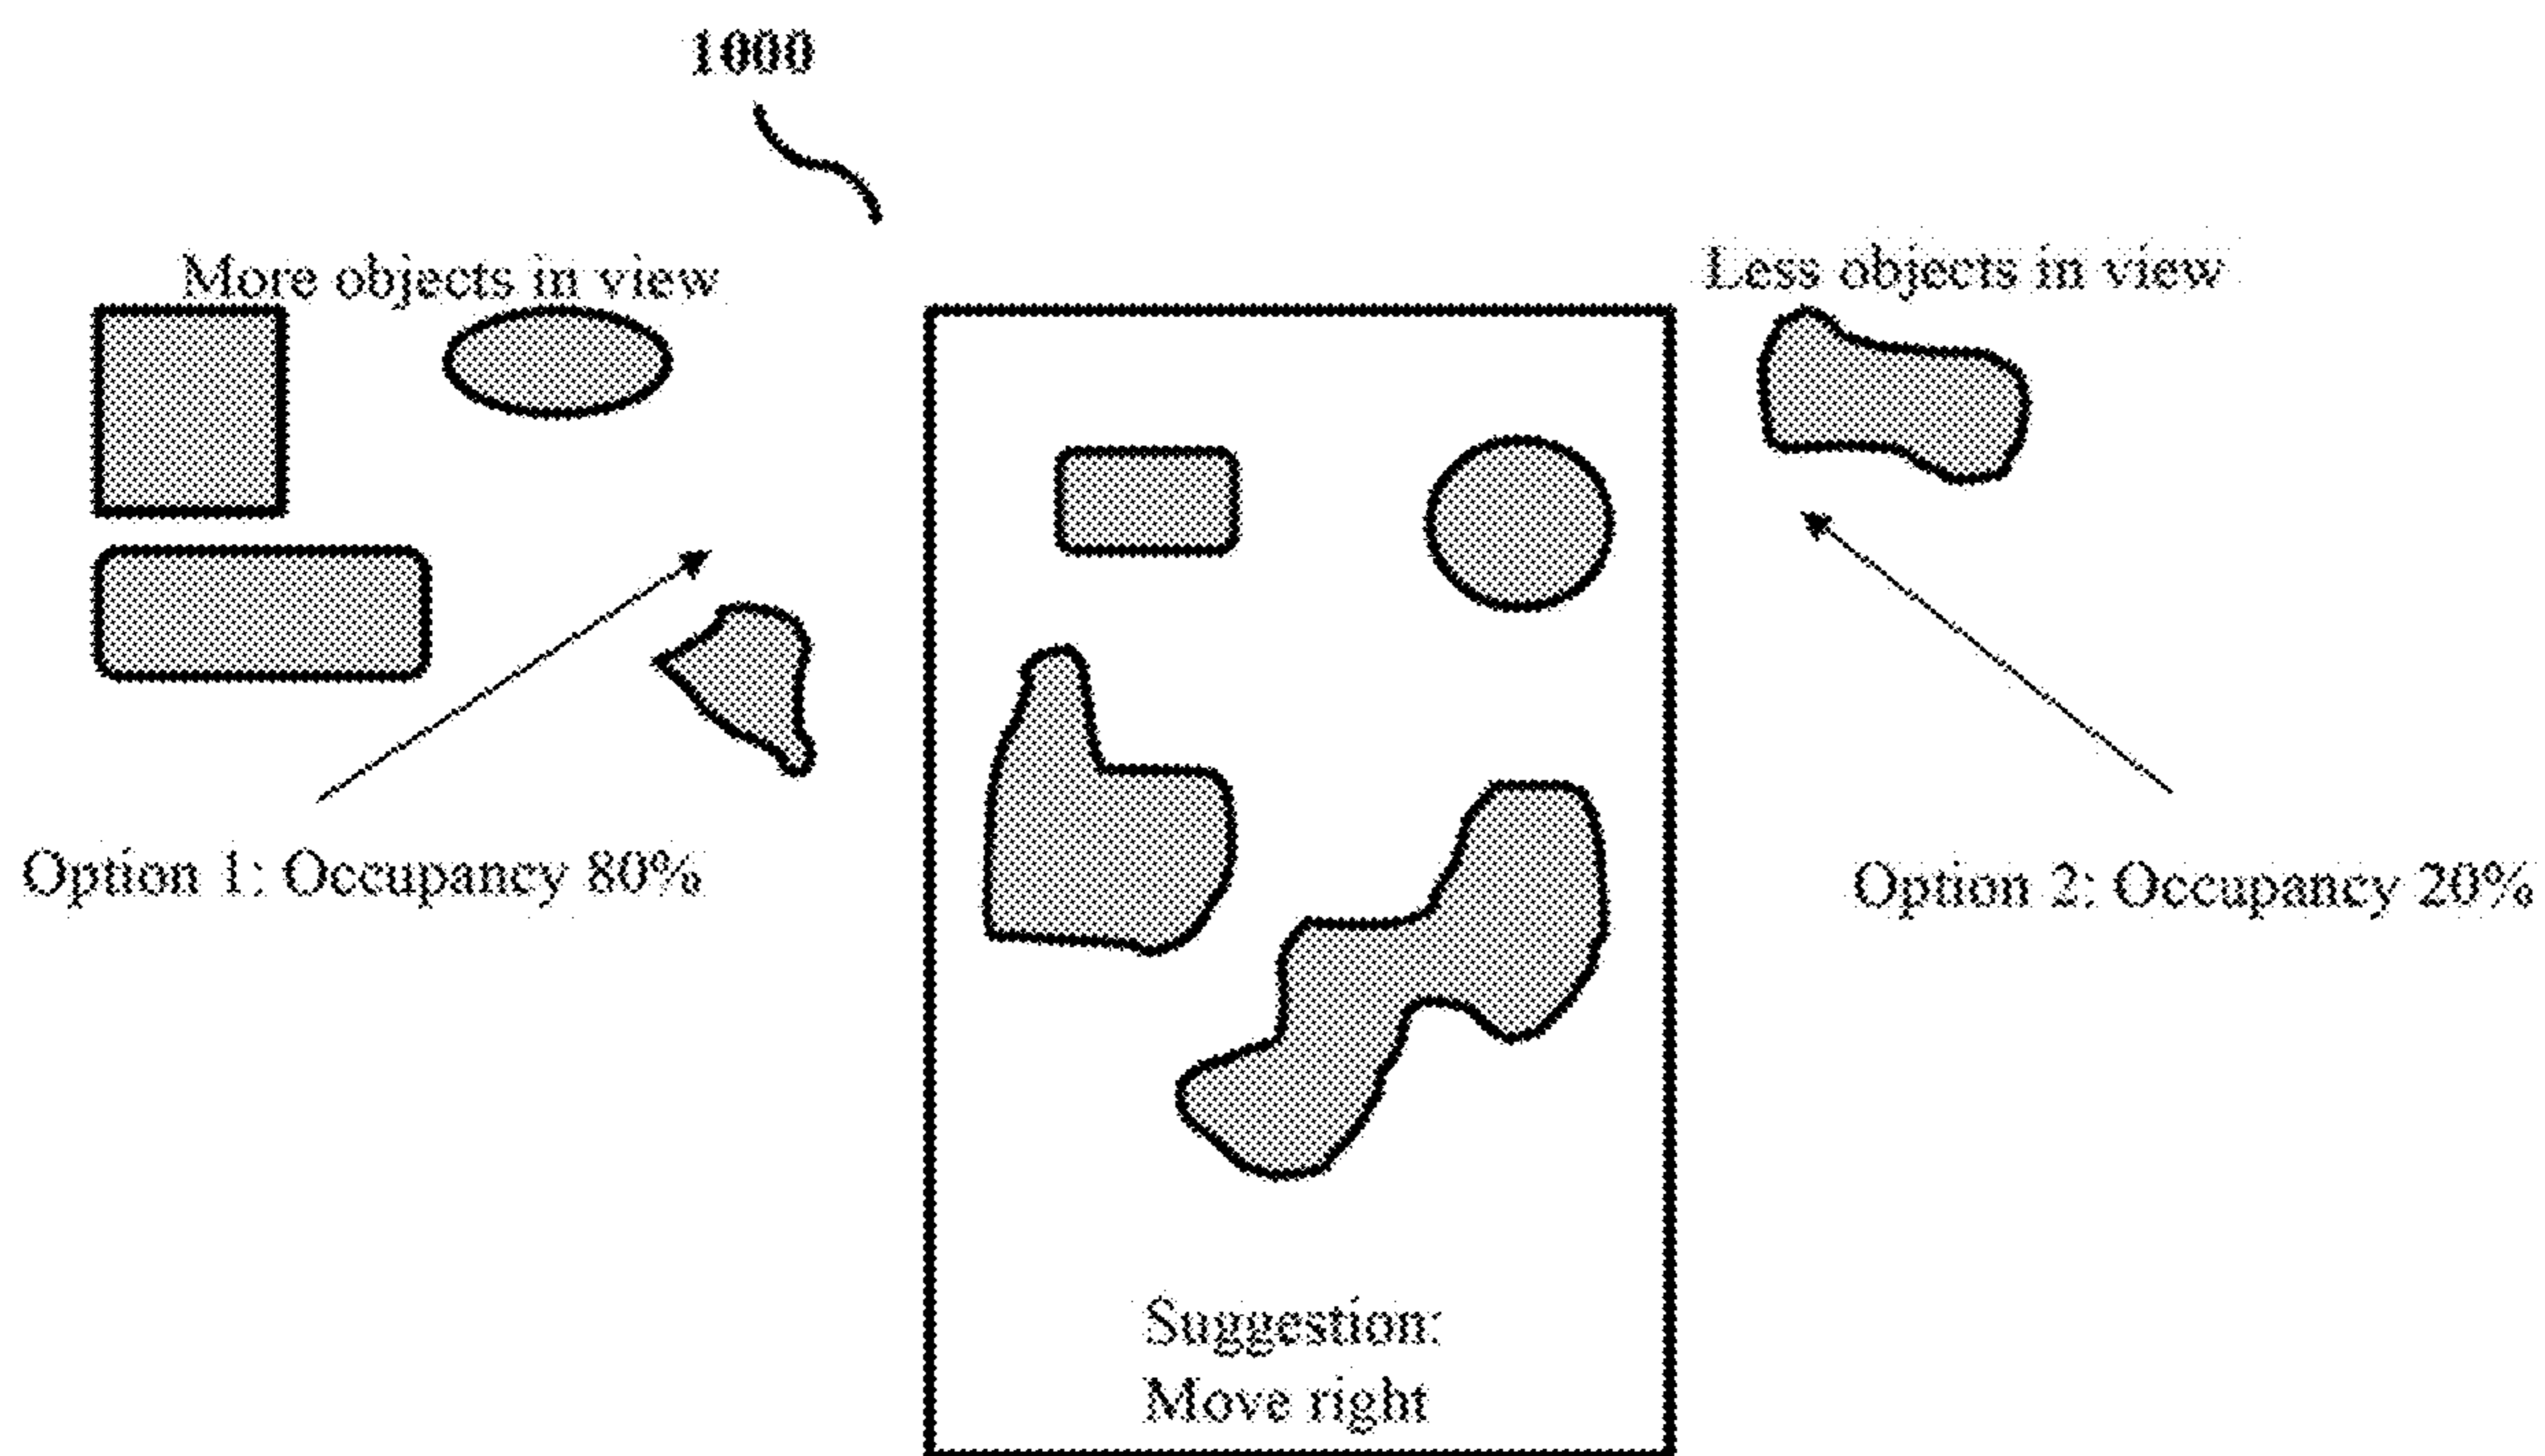 1000
More objects in view
Less objects in view
Option 1: Occupancy 80%
Option 2: Occupancy 20%
Suggestion:
Move right